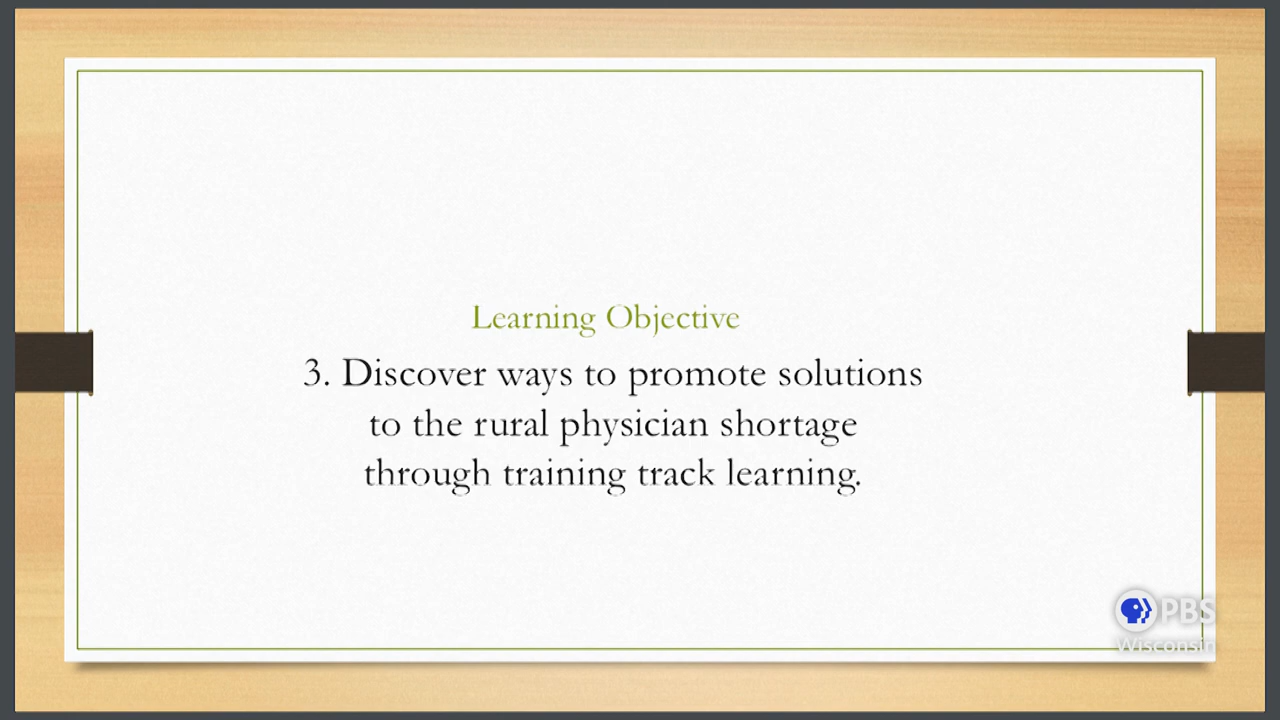 Learning Objective
3. Discover ways to promote solutions
to the rural physician shortage
through training track learning.
PBS
Wisconsin